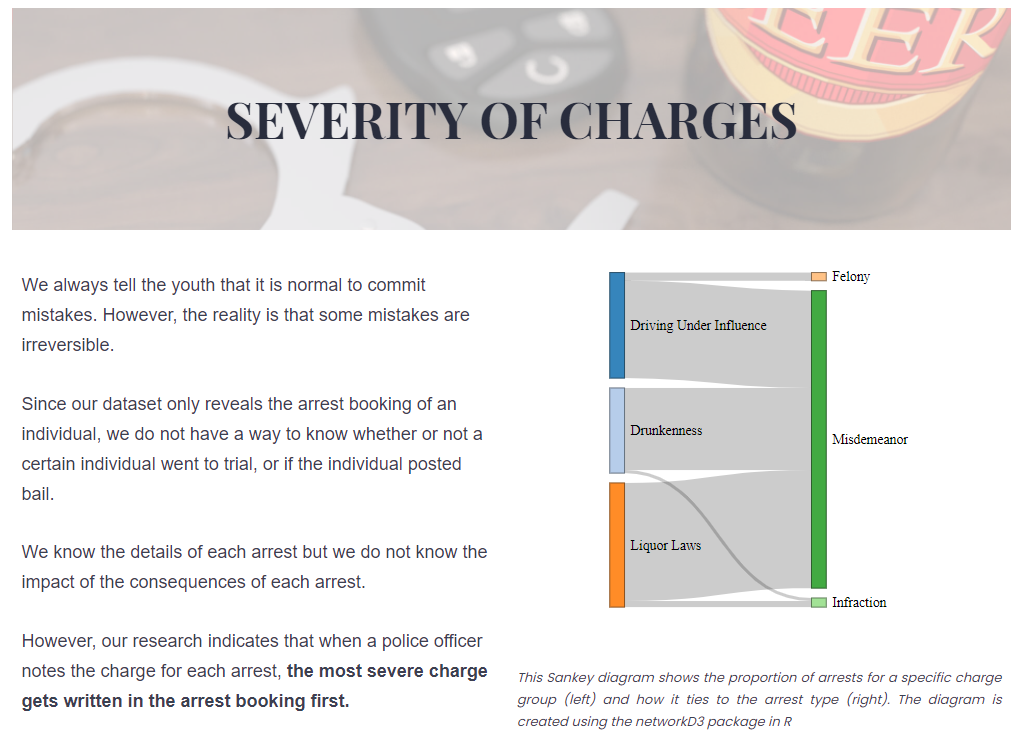 EER
SEVERITY OF CHARGES
We always tell the youth that it is normal to commit
mistakes. However, the reality is that some mistakes are
irreversible.
Since our dataset only reveals the arrest booking of an
individual, we do not have a way to know whether or not a
certain individual went to trial, or if the individual posted
bail.
We know the details of each arrest but we do not know the
impact of the consequences of each arrest.
However, our research indicates that when a police officer
notes the charge for each arrest, the most severe charge
gets written in the arrest booking first.
Felony
Driving Under Influence
Drunkenness
Misdemeanor
Liquor Laws
Infraction
This Sankey diagram shows the proportion of arrests for a specific charge
group (left) and how it ties to the arrest type (right). The diagram is
created using the networkD3 package in R